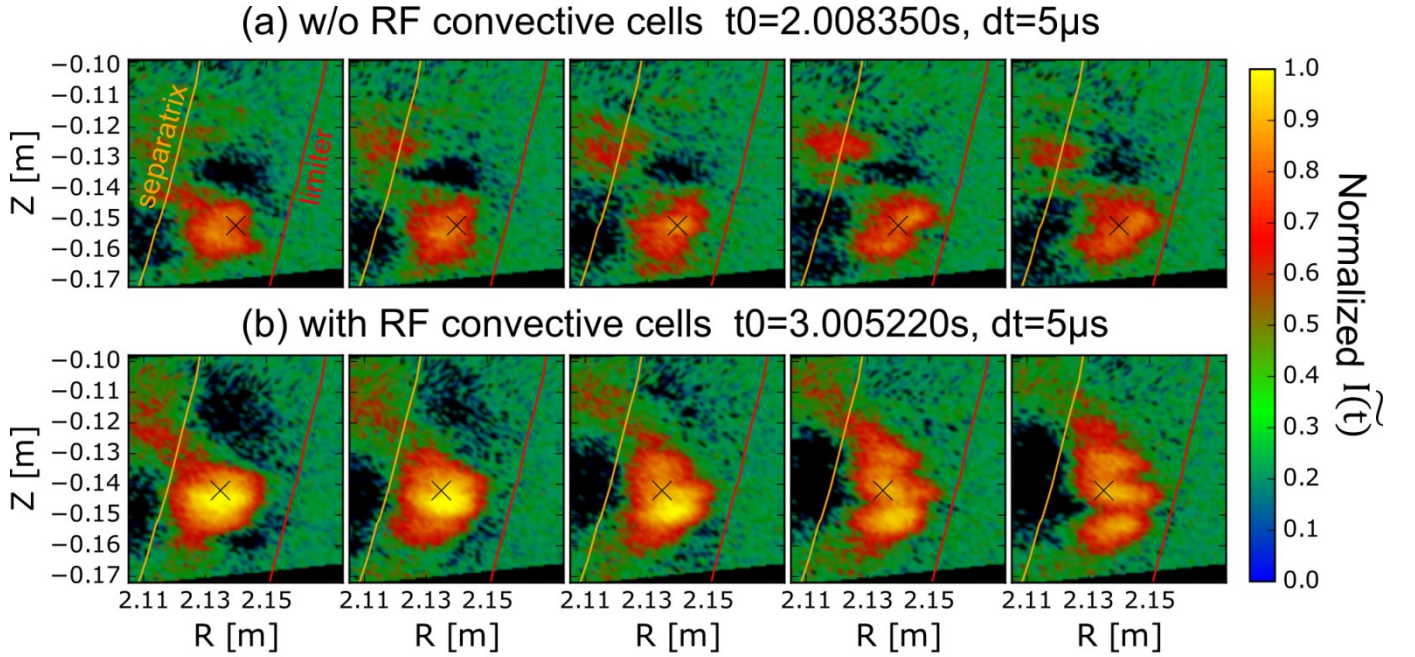 (a) w/o RF convective cells t0=2.008350s, dt=5µs
−0.10
−0.11
−0.12
−0.13
−0.14
−0.15
−0.16
−0.17
Z [m]
separatrix
limiter
(b) with RF convective cells t0=3.005220s, dt=5µs
−0.10
−0.11
−0.12
−0.13
−0.14
−0.15
−0.16
−0.17
Z [m]
2.11 2.13 2.15
2.11 2.13 2.15
2.11 2.13 2.15
2.11 2.13 2.15
2.11 2.13 2.15
R [m]
R [m]
R [m]
R [m]
R [m]
1.0
0.9
0.8
0.7
0.6
0.5
0.4
0.3
0.2
0.1
0.0
Normalized Ĩ(t)